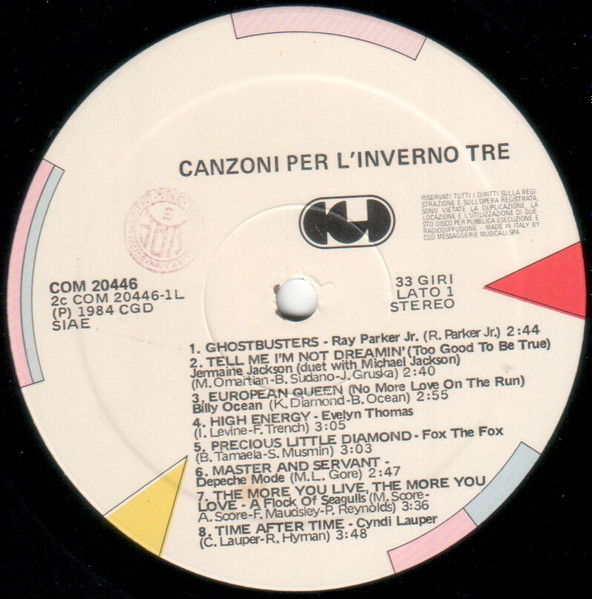 CANZONI PER L'INVERNO TRE
RISERVATI TUTTI I DIRITTI SULLA REGI
STRAZIONE E SULL'OPERA REGISTRATA.
SONO VIETATE LA DUPLICAZIONE, LA
LOCAZIONE E L'UTILIZZAZIONE DI QUE
STO DISCO PER PUBBLICA ESECUZIONE E
RADIODIFFUSIONE - MADE IN ITALY BY
CGD MESSAGGERIE MUSICALI SPA.
CGD
COM 20446
2c COM 20446-1L
(P) 1984 CGD
SIAE
33 GIRI
LATO 1
STEREO
1. GHOSTBUSTERS - Ray Parker Jr. (R. Parker Jr.) 2:44
2. TELL ME I'M NOT DREAMIN' (Too Good To Be True)
Jermaine Jackson (duet with Michael Jackson)
(M. Omartian-B. Sudano-J. Gruska) 2:40
3. EUROPEAN QUEEN (No More Love On The Run)
Billy Ocean (K. Diamond-B. Ocean) 2:55
4. HIGH ENERGY - Evelyn Thomas
(I. Levine-F. Trench) 3:05
5. PRECIOUS LITTLE DIAMOND - Fox The Fox
(B. Tamaela-S. Musmin) 3:03
6. MASTER AND SERVANT -
Depeche Mode (M.L. Gore) 2:47
7. THE MORE YOU LIVE, THE MORE YOU
LOVE - A Flock Of Seagulls (M. Score-
A. Score-F. Maudsley-P. Reynolds) 3:36
8. TIME AFTER TIME - Cyndi Lauper
(C. Lauper-R. Hyman) 3:48